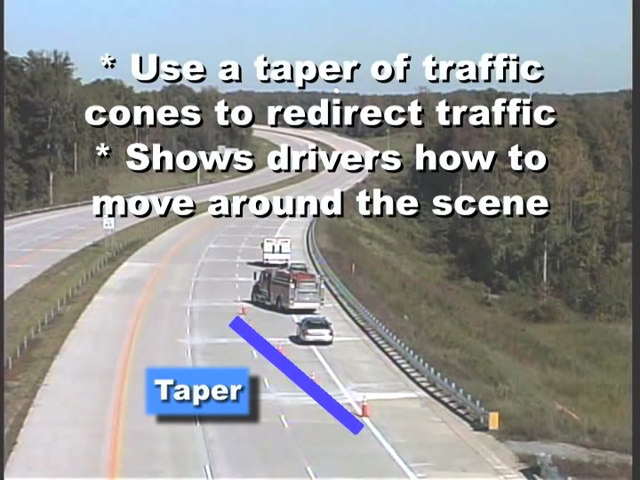 * Use a taper of traffic
cones to redirect traffic
* Shows drivers how to
move around the scene
Taper